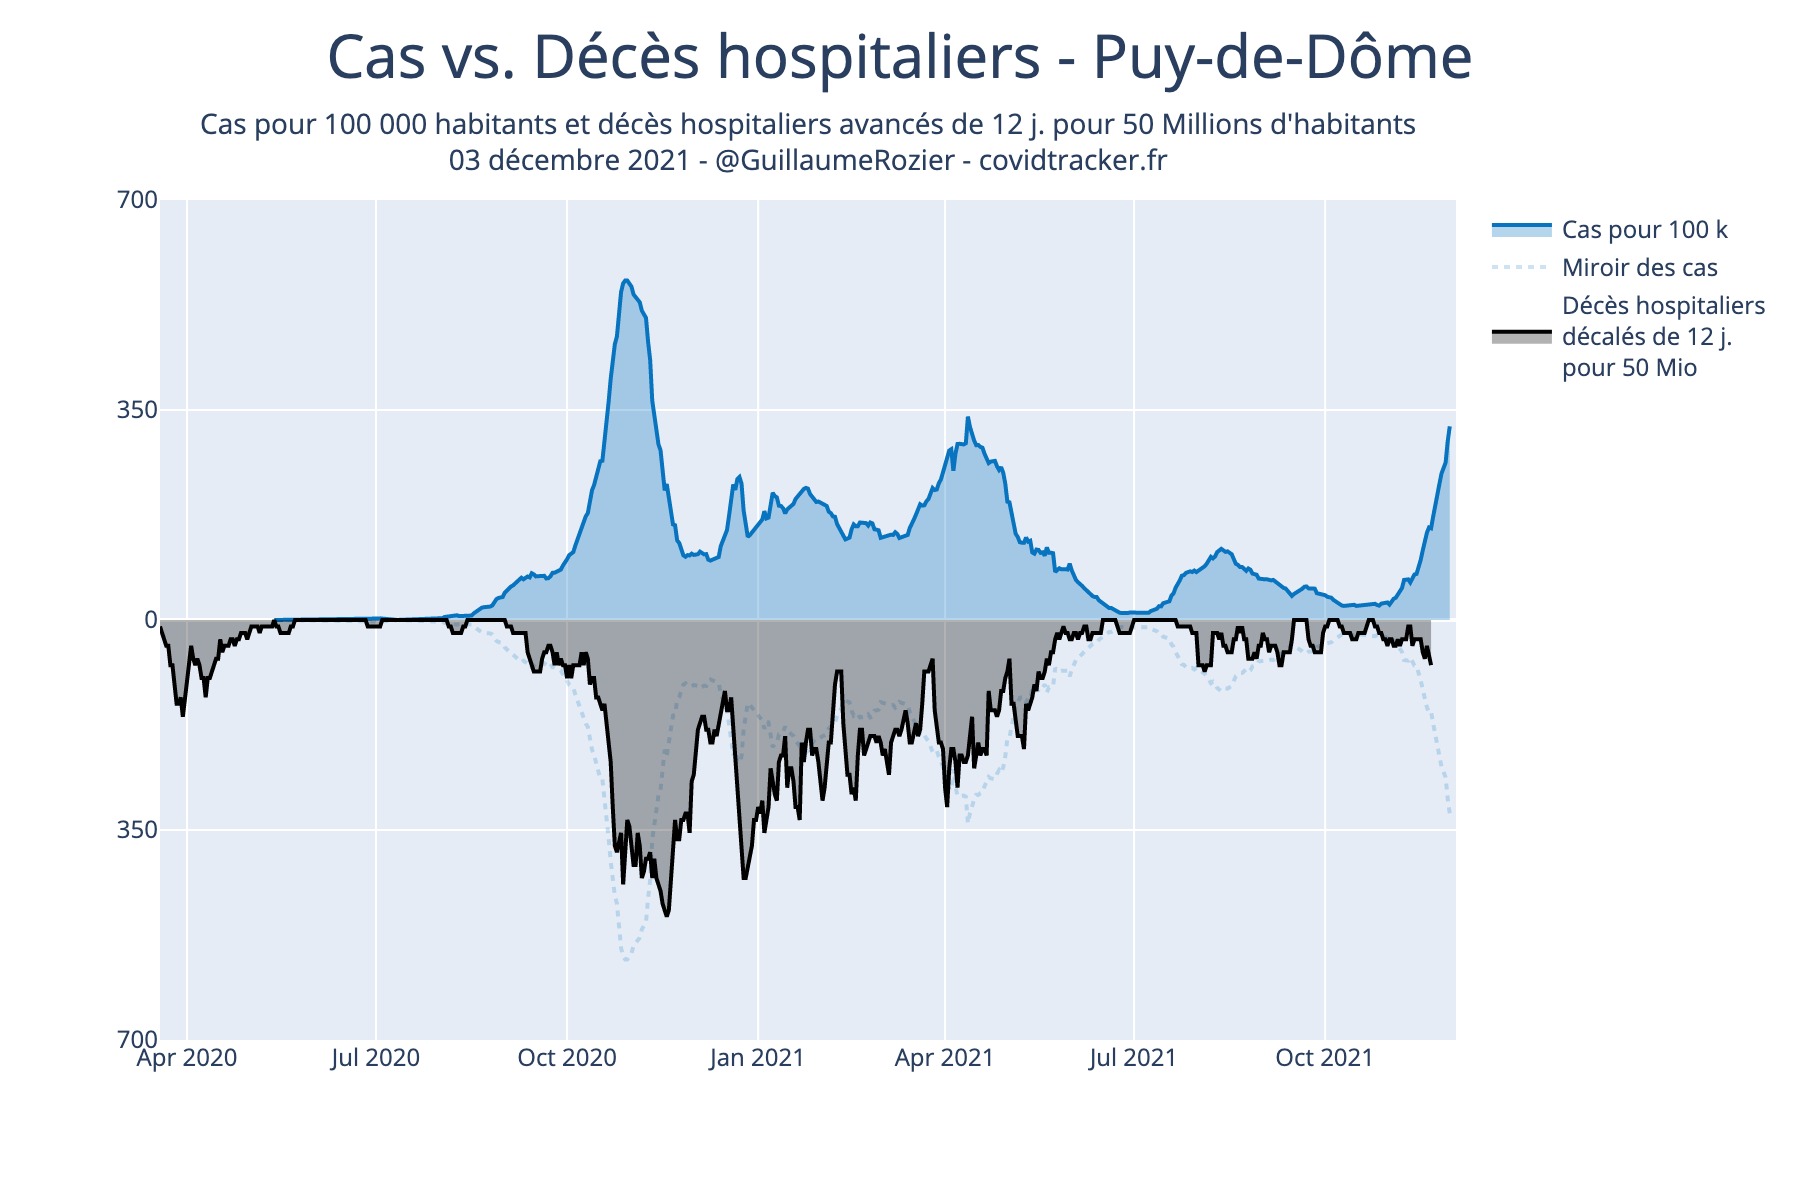 Cas vs. Décès hospitaliers - Puy-de-Dôme
Cas pour 100 000 habitants et décès hospitaliers avancés de 12 j. pour 50 Millions d'habitants
03 décembre 2021 - @GuillaumeRozier - covidtracker.fr
700
350
0
350
700
Apr 2020
Jul 2020
Oct 2020
Jan 2021
Apr 2021
Jul 2021
Oct 2021
Cas pour 100 k
Miroir des cas
Décès hospitaliers
décalés de 12 j.
pour 50 Mio